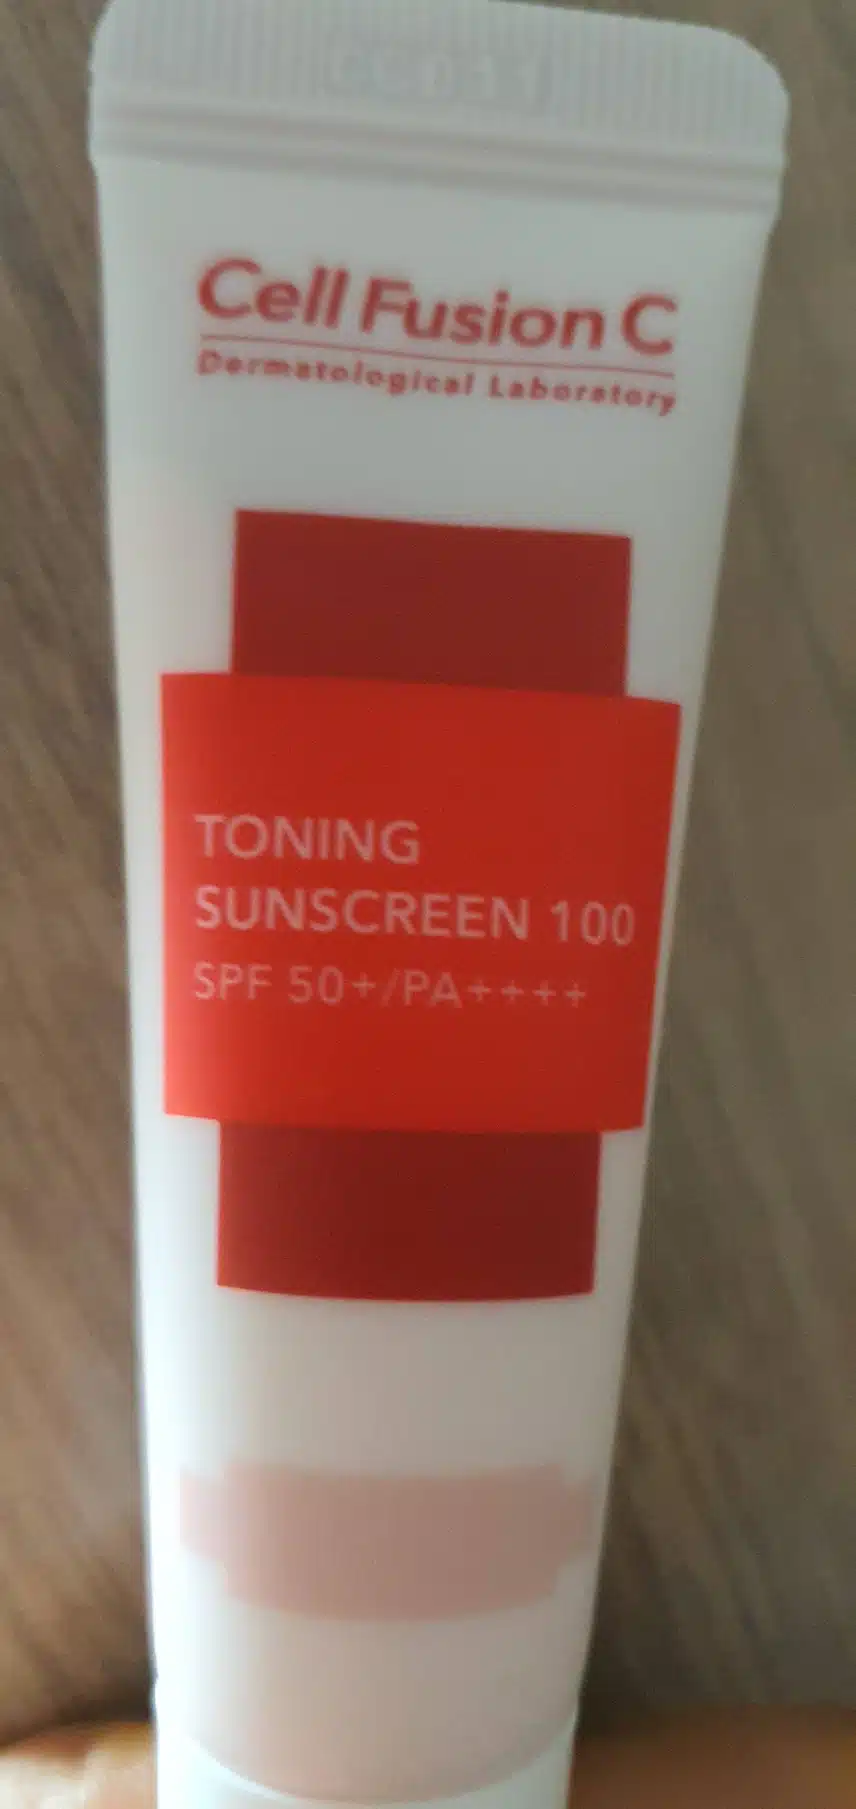 Cell Fusion C
Dermatological Laboratory
TONING
SUNSCREEN 100
SPF 50+/PA++++